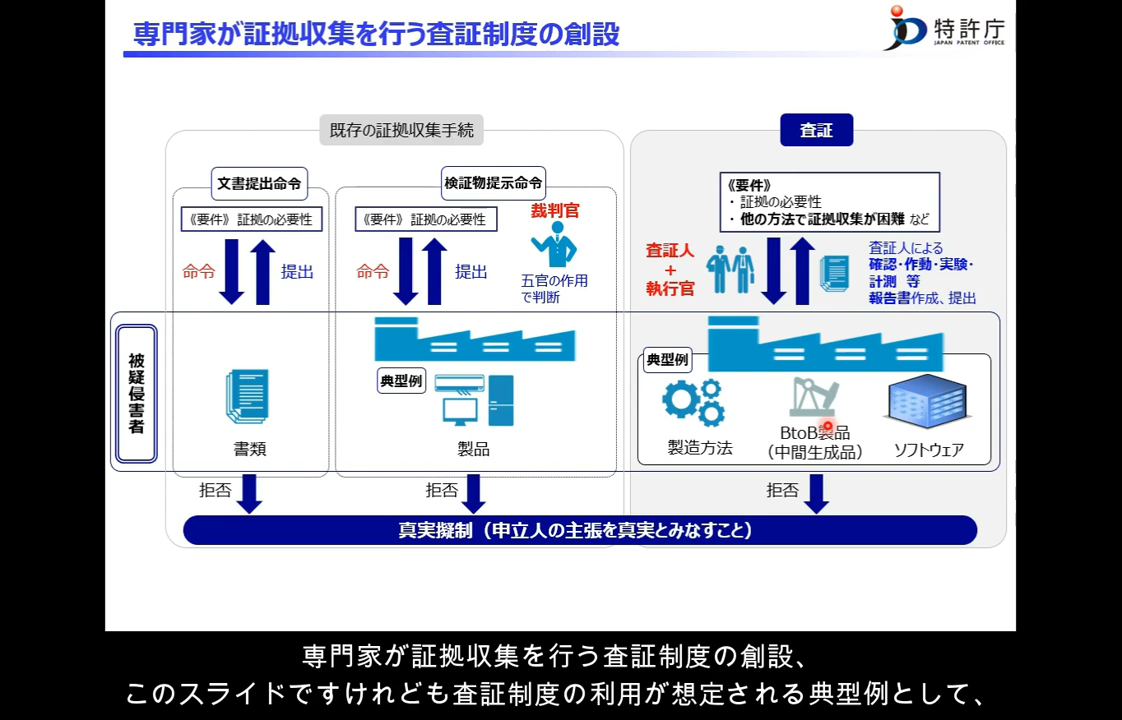 専門家が証拠収集を行う査証制度の創設
特許庁
JAPAN PATENT OFFICE
既存の証拠収集手続
査証
文書提出命令
《要件》 証拠の必要性
命令
提出
検証物提示命令
《要件》 証拠の必要性
命令
提出
裁判官
五官の作用
で判断
《要件》
・ 証拠の必要性
・ 他の方法で証拠収集が困難 など
査証人
+
執行官
査証人による
確認・作動・実験・
計測 等
報告書作成、提出
被疑侵害者
書類
典型例
製品
典型例
製造方法
BtoB製品
（中間生成品）
ソフトウェア
拒否
拒否
拒否
真実擬制（申立人の主張を真実とみなすこと）
専門家が証拠収集を行う査証制度の創設、
このスライドですけれども査証制度の利用が想定される典型例として、